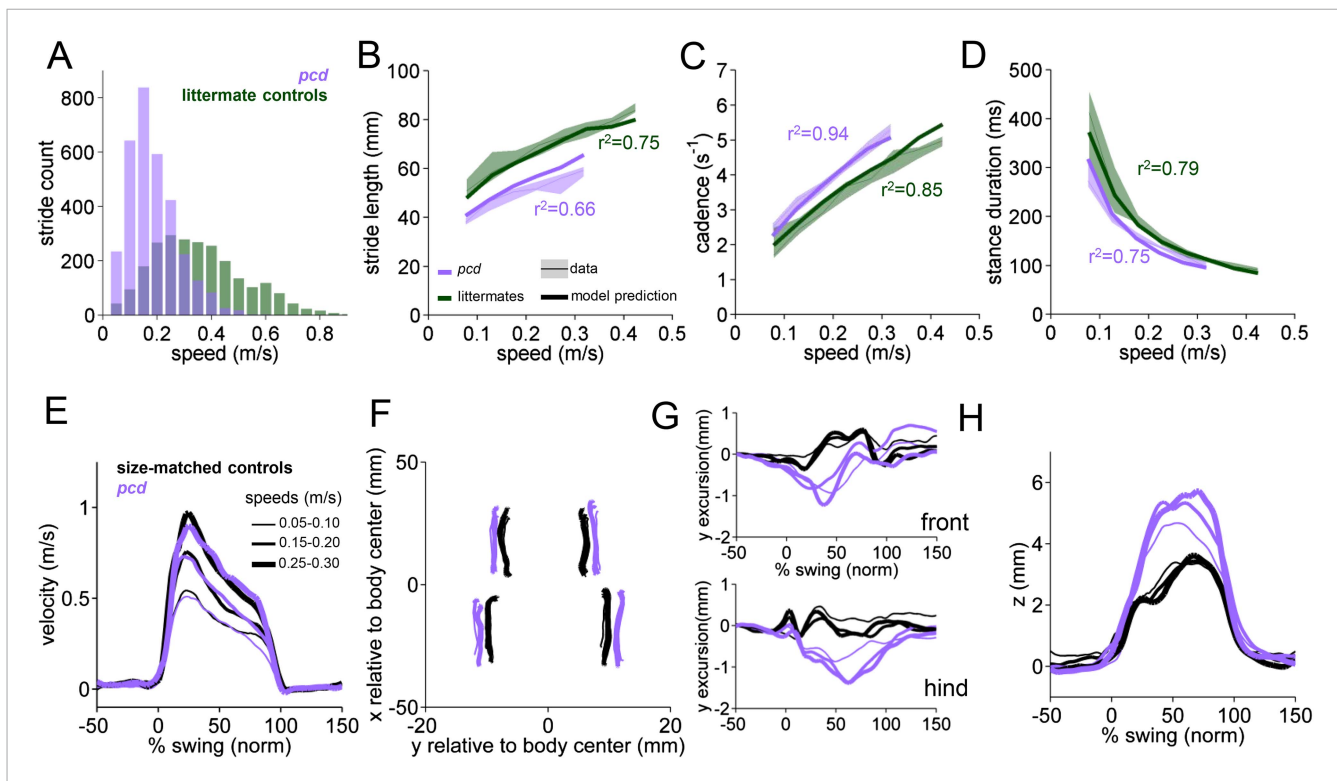 A
pcd
littermate controls
800
600
400
200
0
0
0.2
0.4
0.6
0.8
stride count
speed (m/s)
B
100
80
60
40
20
0
0
0.1
0.2
0.3
0.4
0.5
stride length (mm)
speed (m/s)
r²=0.75
r²=0.66
pcd
littermates
data
model prediction
C
7
6
5
4
3
2
1
0
0
0.1
0.2
0.3
0.4
0.5
cadence (s⁻¹)
speed (m/s)
r²=0.94
r²=0.85
D
500
400
300
200
100
0
0
0.1
0.2
0.3
0.4
0.5
stance duration (ms)
speed (m/s)
r²=0.79
r²=0.75
E
size-matched controls
pcd
speeds (m/s)
0.05-0.10
0.15-0.20
0.25-0.30
1
0.5
0
-50
0
50
100
150
velocity (m/s)
% swing (norm)
F
50
0
-50
-20
0
20
x relative to body center (mm)
y relative to body center (mm)
G
1
0
-1
-2
-50
0
50
100
150
y excursion(mm)
front
% swing (norm)
1
0
-1
-2
-50
0
50
100
150
y excursion(mm)
hind
% swing (norm)
H
6
4
2
0
-50
0
50
100
150
z (mm)
% swing (norm)